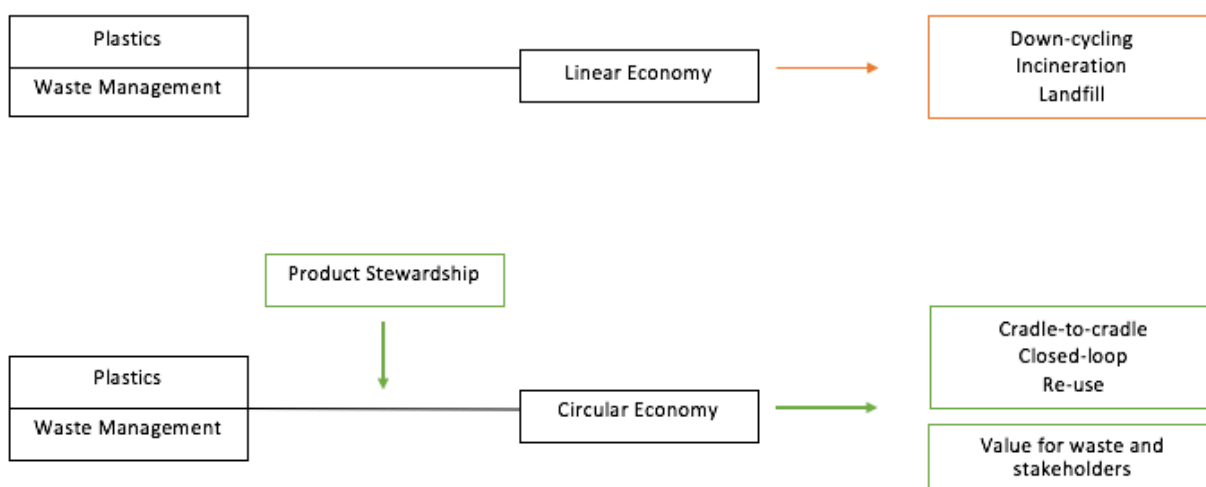 Plastics
Waste Management
Linear Economy
Down-cycling
Incineration
Landfill
Product Stewardship
Plastics
Waste Management
Circular Economy
Cradle-to-cradle
Closed-loop
Re-use
Value for waste and
stakeholders